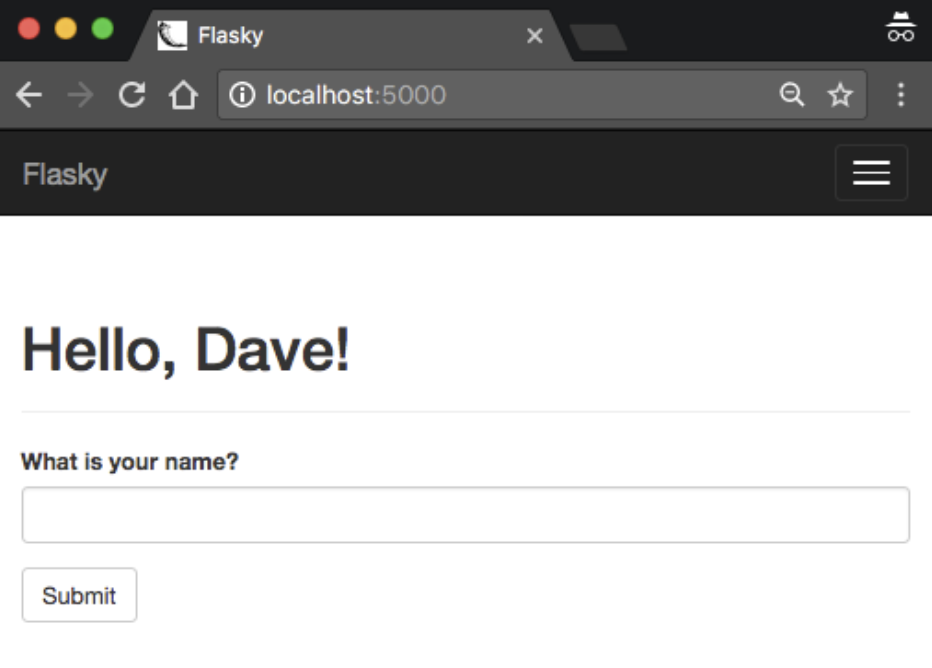 Flasky
localhost:5000
Flasky
Hello, Dave!
What is your name?
Submit